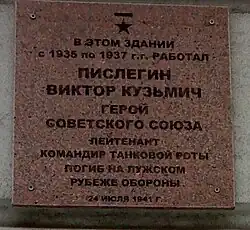 В ЭТОМ ЗДАНИИ
с 1935 по 1937 г.г. РАБОТАЛ
ПИСЛЕГИН
ВИКТОР КУЗЬМИЧ
ГЕРОЙ
СОВЕТСКОГО СОЮЗА
ЛЕЙТЕНАНТ
КОМАНДИР ТАНКОВОЙ РОТЫ
ПОГИБ НА ЛУЖСКОМ
РУБЕЖЕ ОБОРОНЫ
24 ИЮЛЯ 1941 Г.